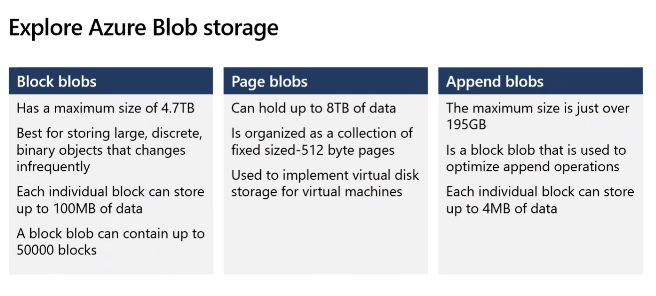 Explore Azure Blob storage
Block blobs
Has a maximum size of 4.7TB
Best for storing large, discrete,
binary objects that changes
infrequently
Each individual block can store
up to 100MB of data
A block blob can contain up to
50000 blocks
Page blobs
Can hold up to 8TB of data
Is organized as a collection of
fixed sized-512 byte pages
Used to implement virtual disk
storage for virtual machines
Append blobs
The maximum size is just over
195GB
Is a block blob that is used to
optimize append operations
Each individual block can store
up to 4MB of data